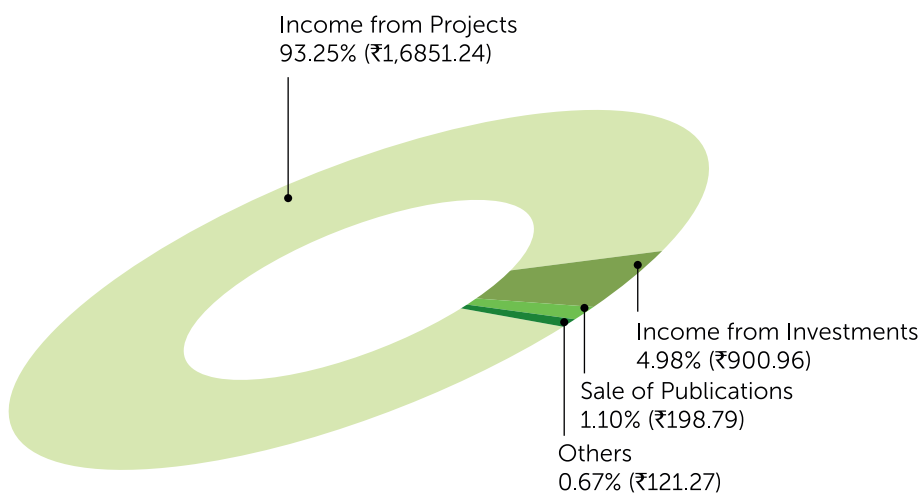 Income from Projects
93.25% (₹1,6851.24)
Income from Investments
4.98% (₹900.96)
Sale of Publications
1.10% (₹198.79)
Others
0.67% (₹121.27)